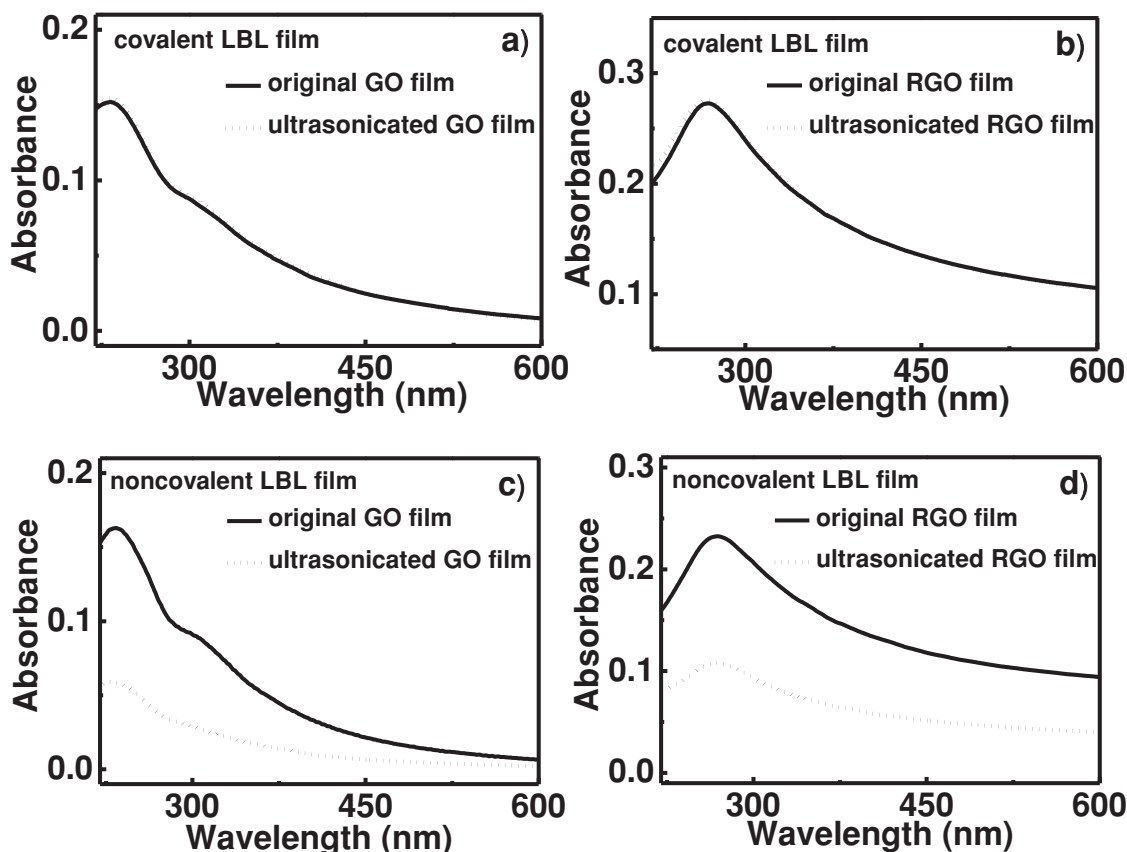 covalent LBL film a)
original GO film
ultrasonicated GO film
0.2
0.1
0.0
Absorbance
300 450 600
Wavelength (nm)
covalent LBL film b)
original RGO film
ultrasonicated RGO film
0.3
0.2
0.1
Absorbance
300 450 600
Wavelength (nm)
noncovalent LBL film c)
original GO film
ultrasonicated GO film
0.2
0.1
0.0
Absorbance
300 450 600
Wavelength (nm)
noncovalent LBL film d)
original RGO film
ultrasonicated RGO film
0.3
0.2
0.1
0.0
Absorbance
300 450 600
Wavelength (nm)